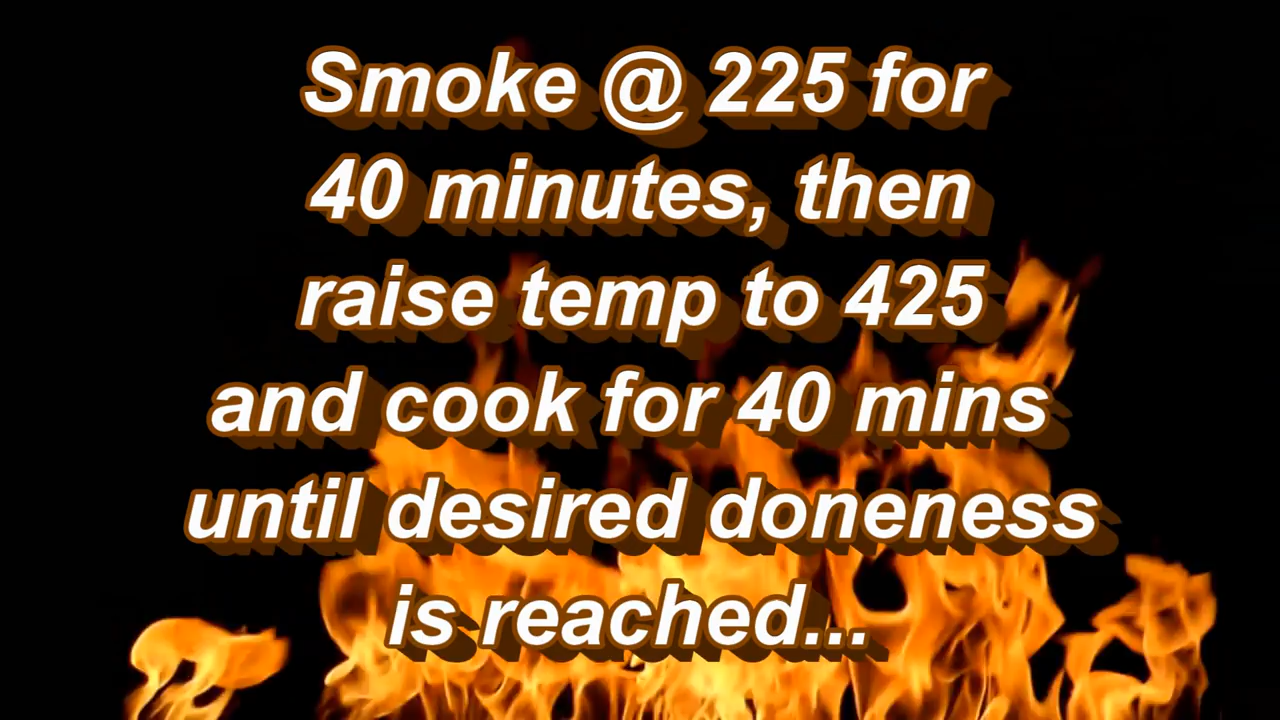 Smoke @ 225 for
40 minutes, then
raise temp to 425
and cook for 40 mins
until desired doneness
is reached...